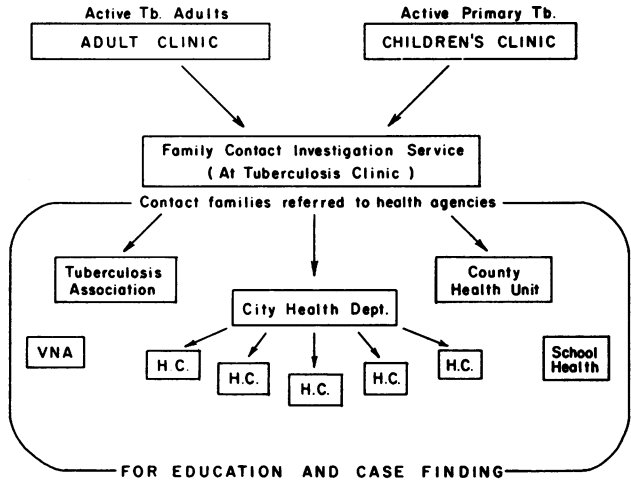 Active Tb. Adults
ADULT CLINIC
Active Primary Tb.
CHILDREN'S CLINIC
Family Contact Investigation Service
( At Tuberculosis Clinic )
Contact families referred to health agencies
Tuberculosis
Association
County
Health Unit
City Health Dept.
VNA
H.C.
H.C.
H.C.
H.C.
H.C.
School
Health
FOR EDUCATION AND CASE FINDING